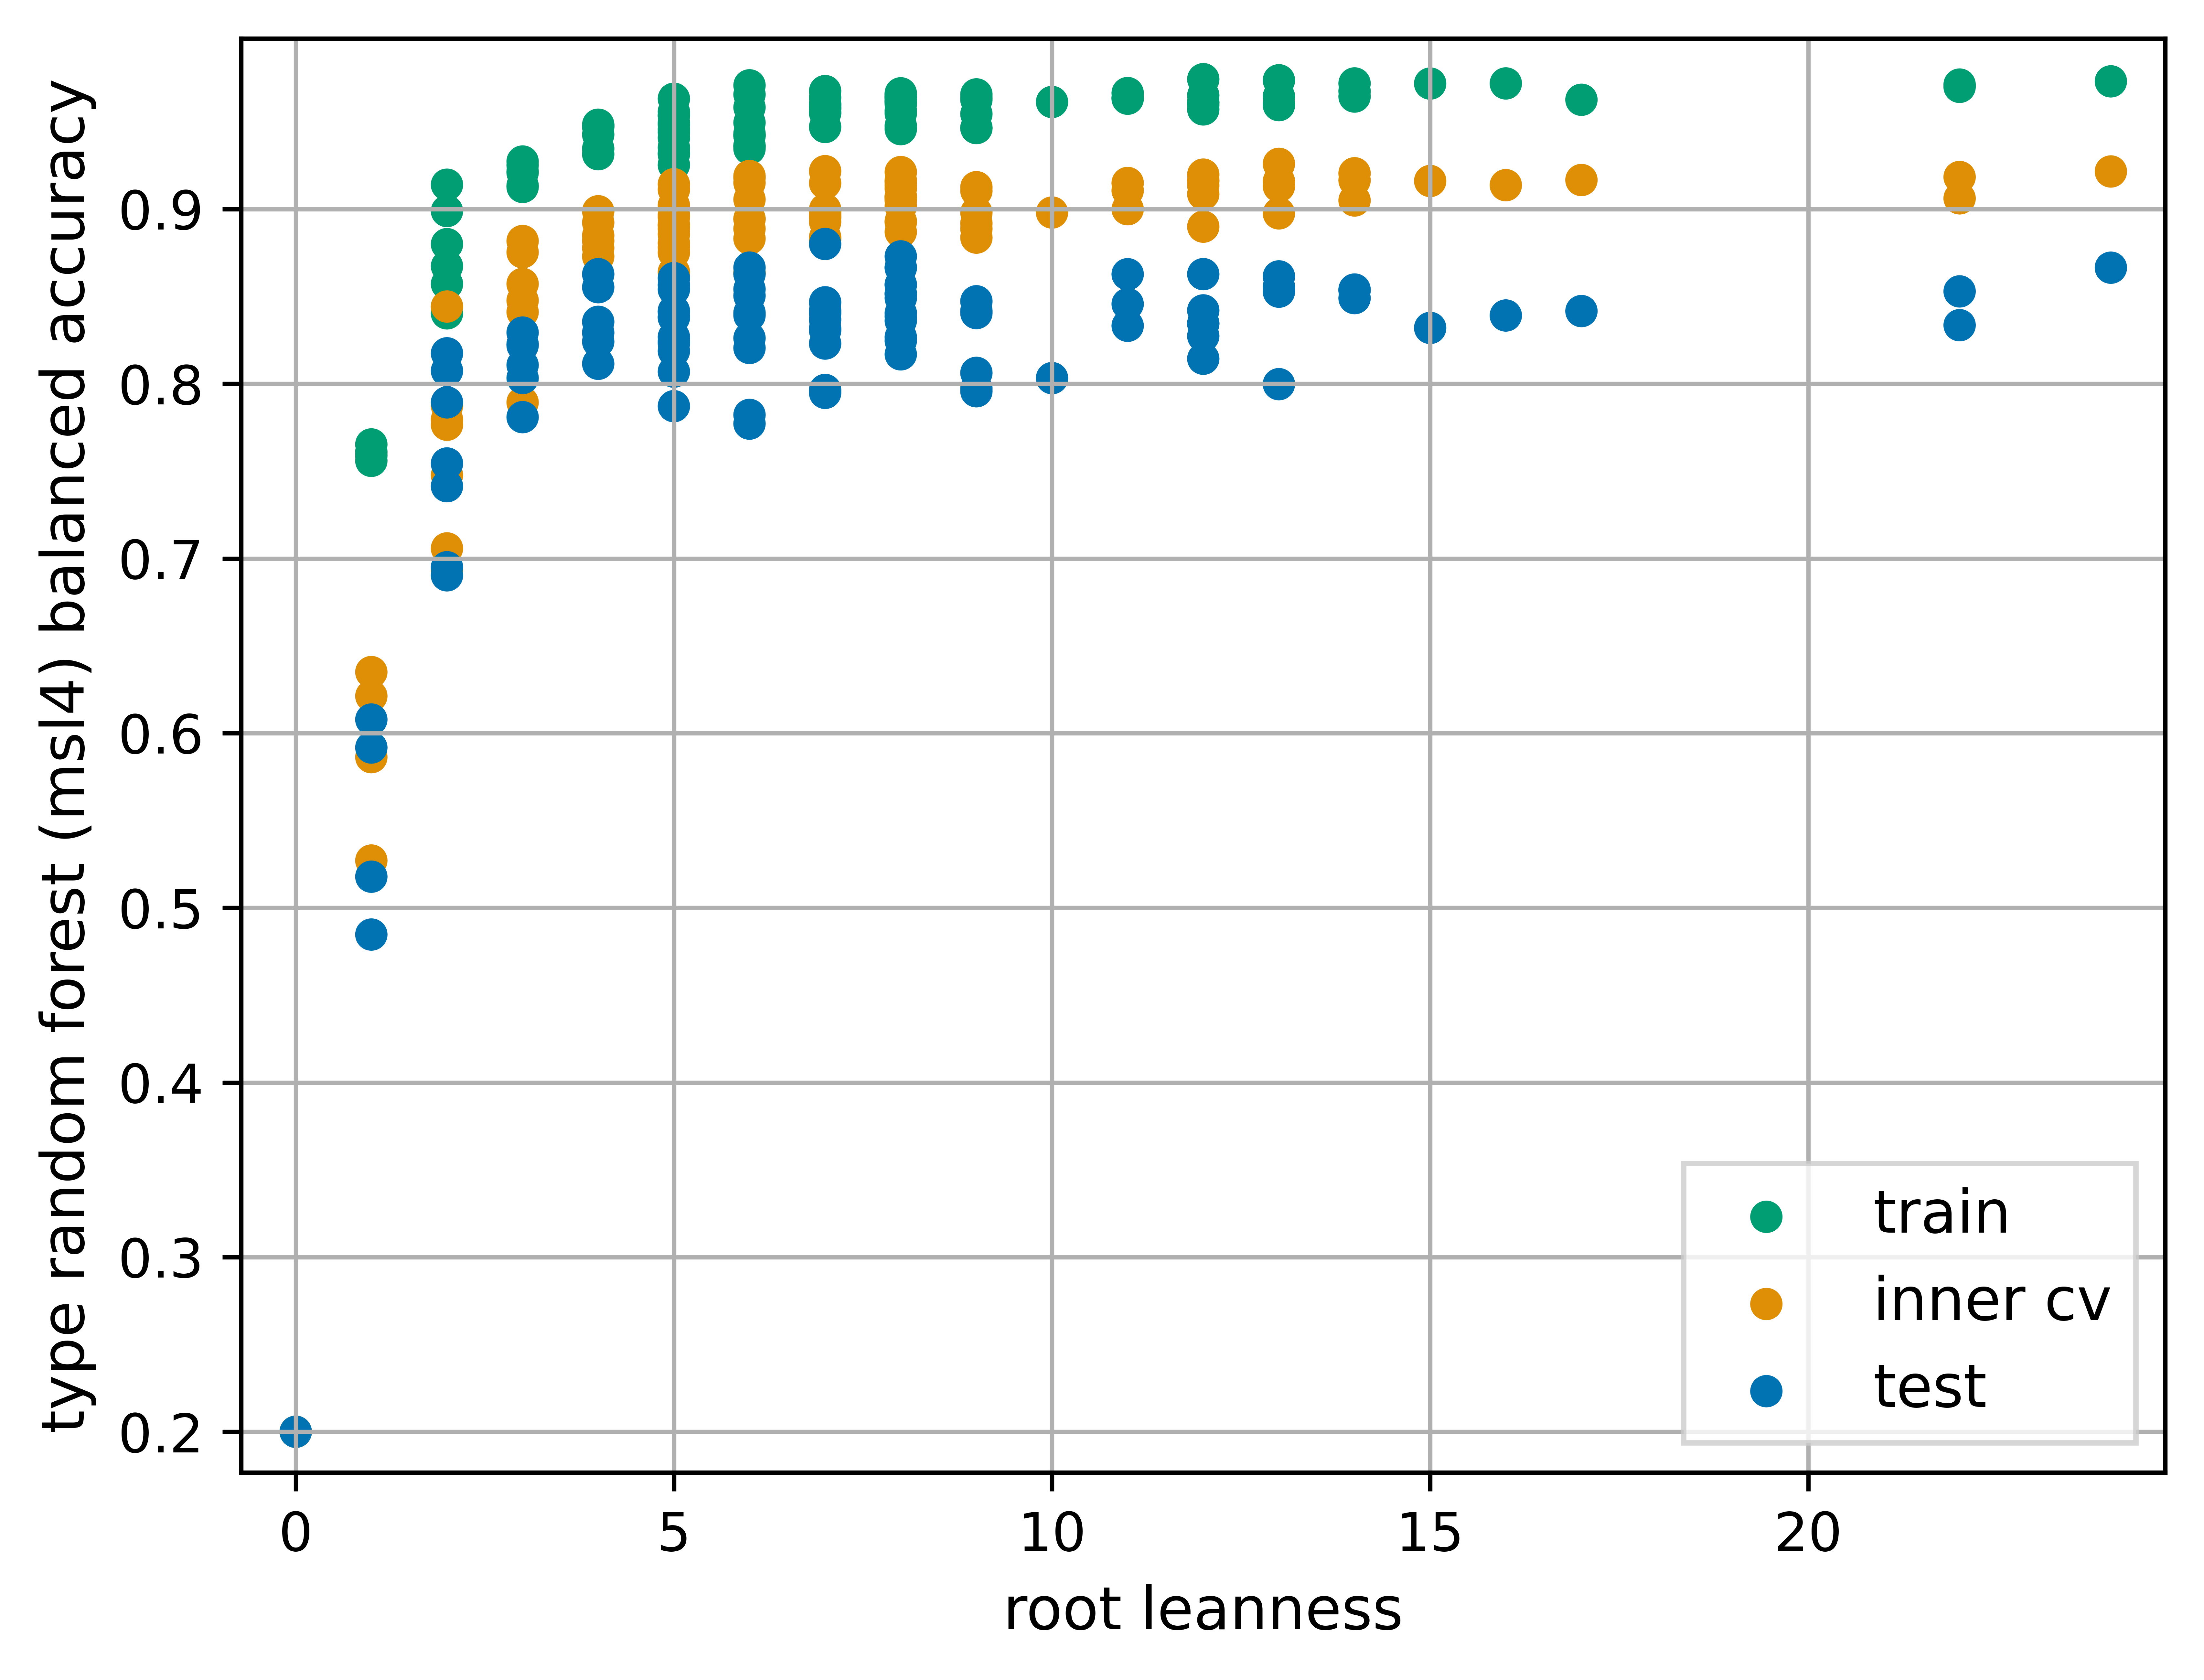 type random forest (msl4) balanced accuracy
0.9
0.8
0.7
0.6
0.5
0.4
0.3
0.2
train
inner cv
test
0 5 10 15 20
root leanness